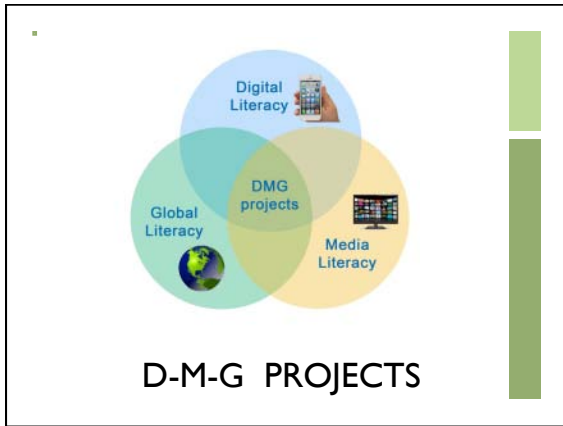 Digital
Literacy
DMG
projects
Global
Literacy
Media
Literacy
D-M-G PROJECTS